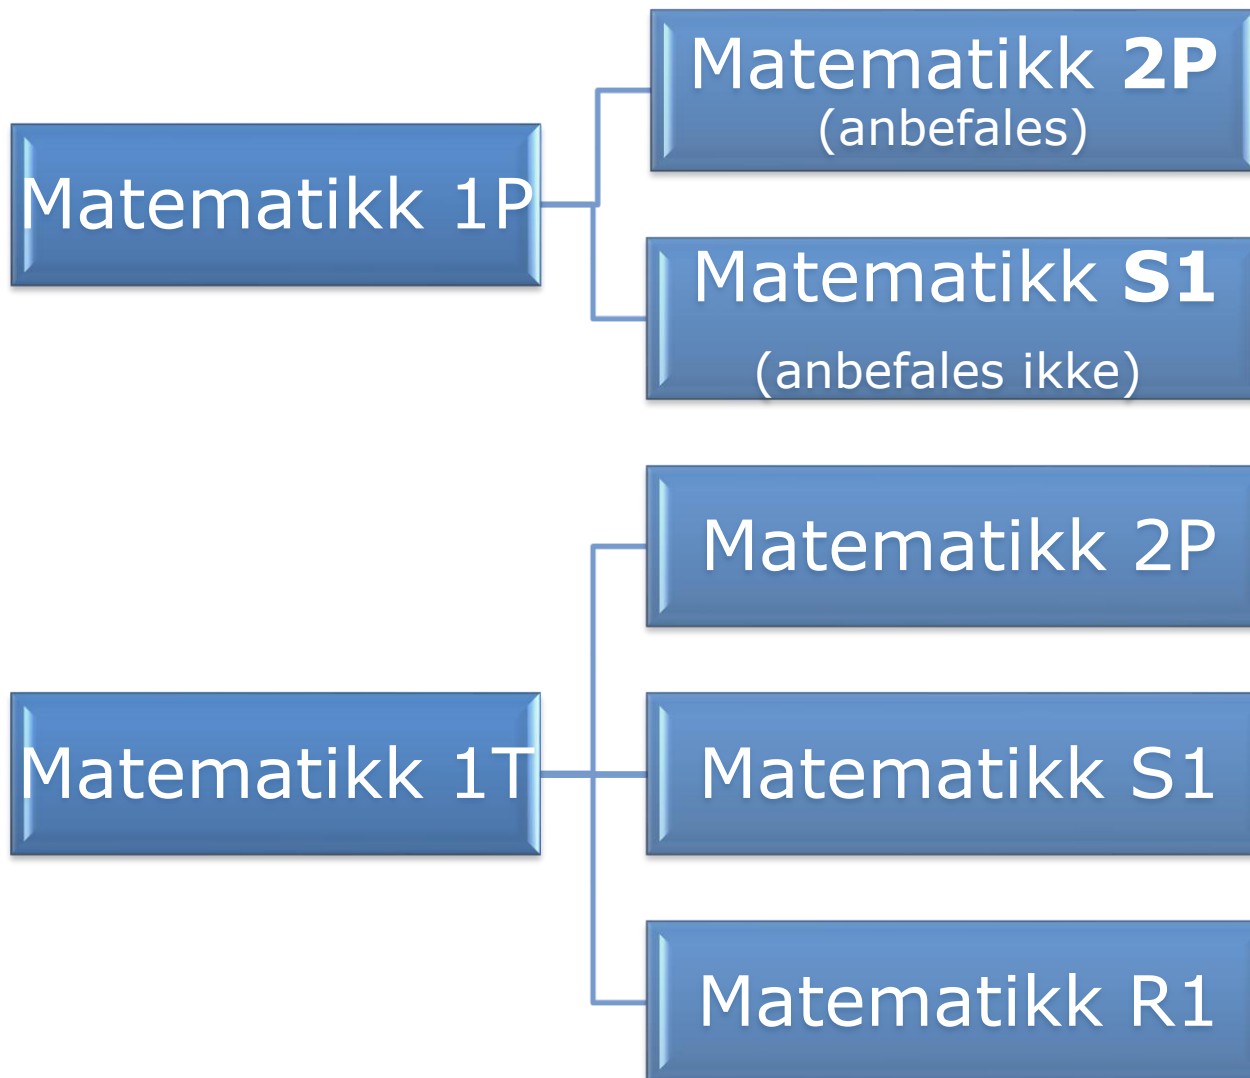 Matematikk 1P
Matematikk 2P
(anbefales)
Matematikk S1
(anbefales ikke)
Matematikk 1T
Matematikk 2P
Matematikk S1
Matematikk R1